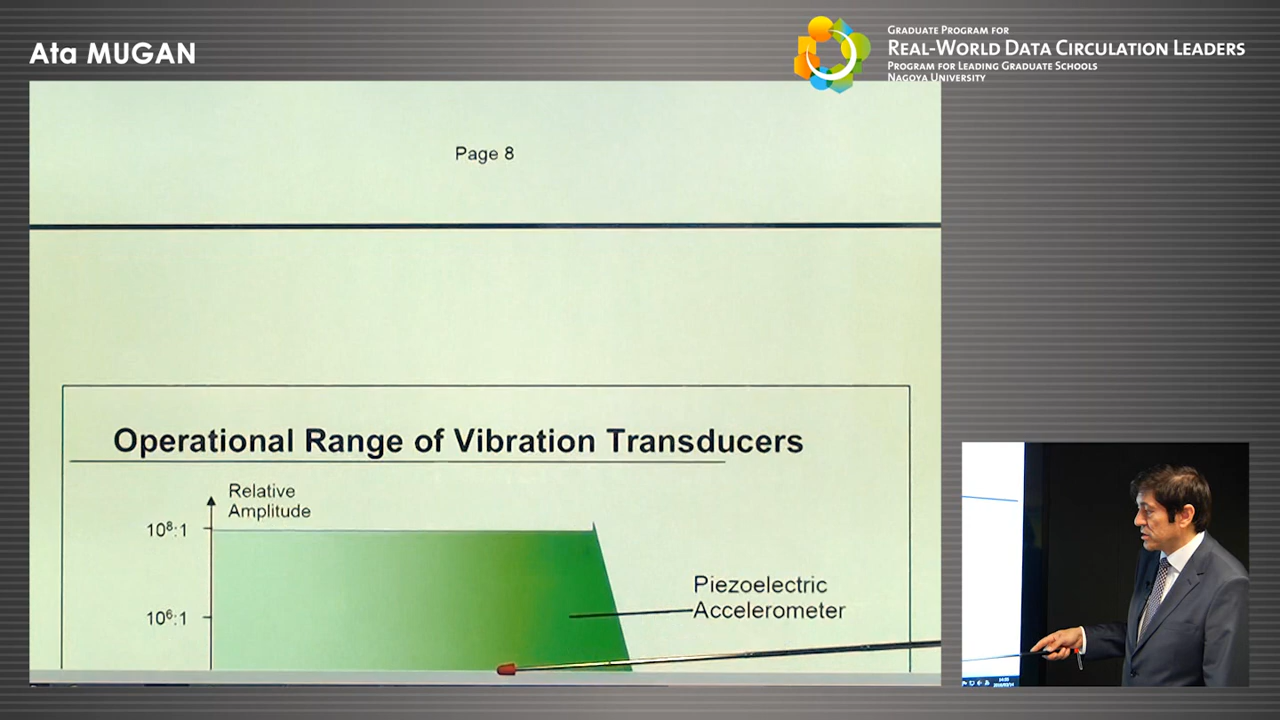 Ata MUGAN
GRADUATE PROGRAM FOR
REAL-WORLD DATA CIRCULATION LEADERS
PROGRAM FOR LEADING GRADUATE SCHOOLS
NAGOYA UNIVERSITY
Page 8
Operational Range of Vibration Transducers
Relative
Amplitude
10⁸:1
10⁶:1
Piezoelectric
Accelerometer